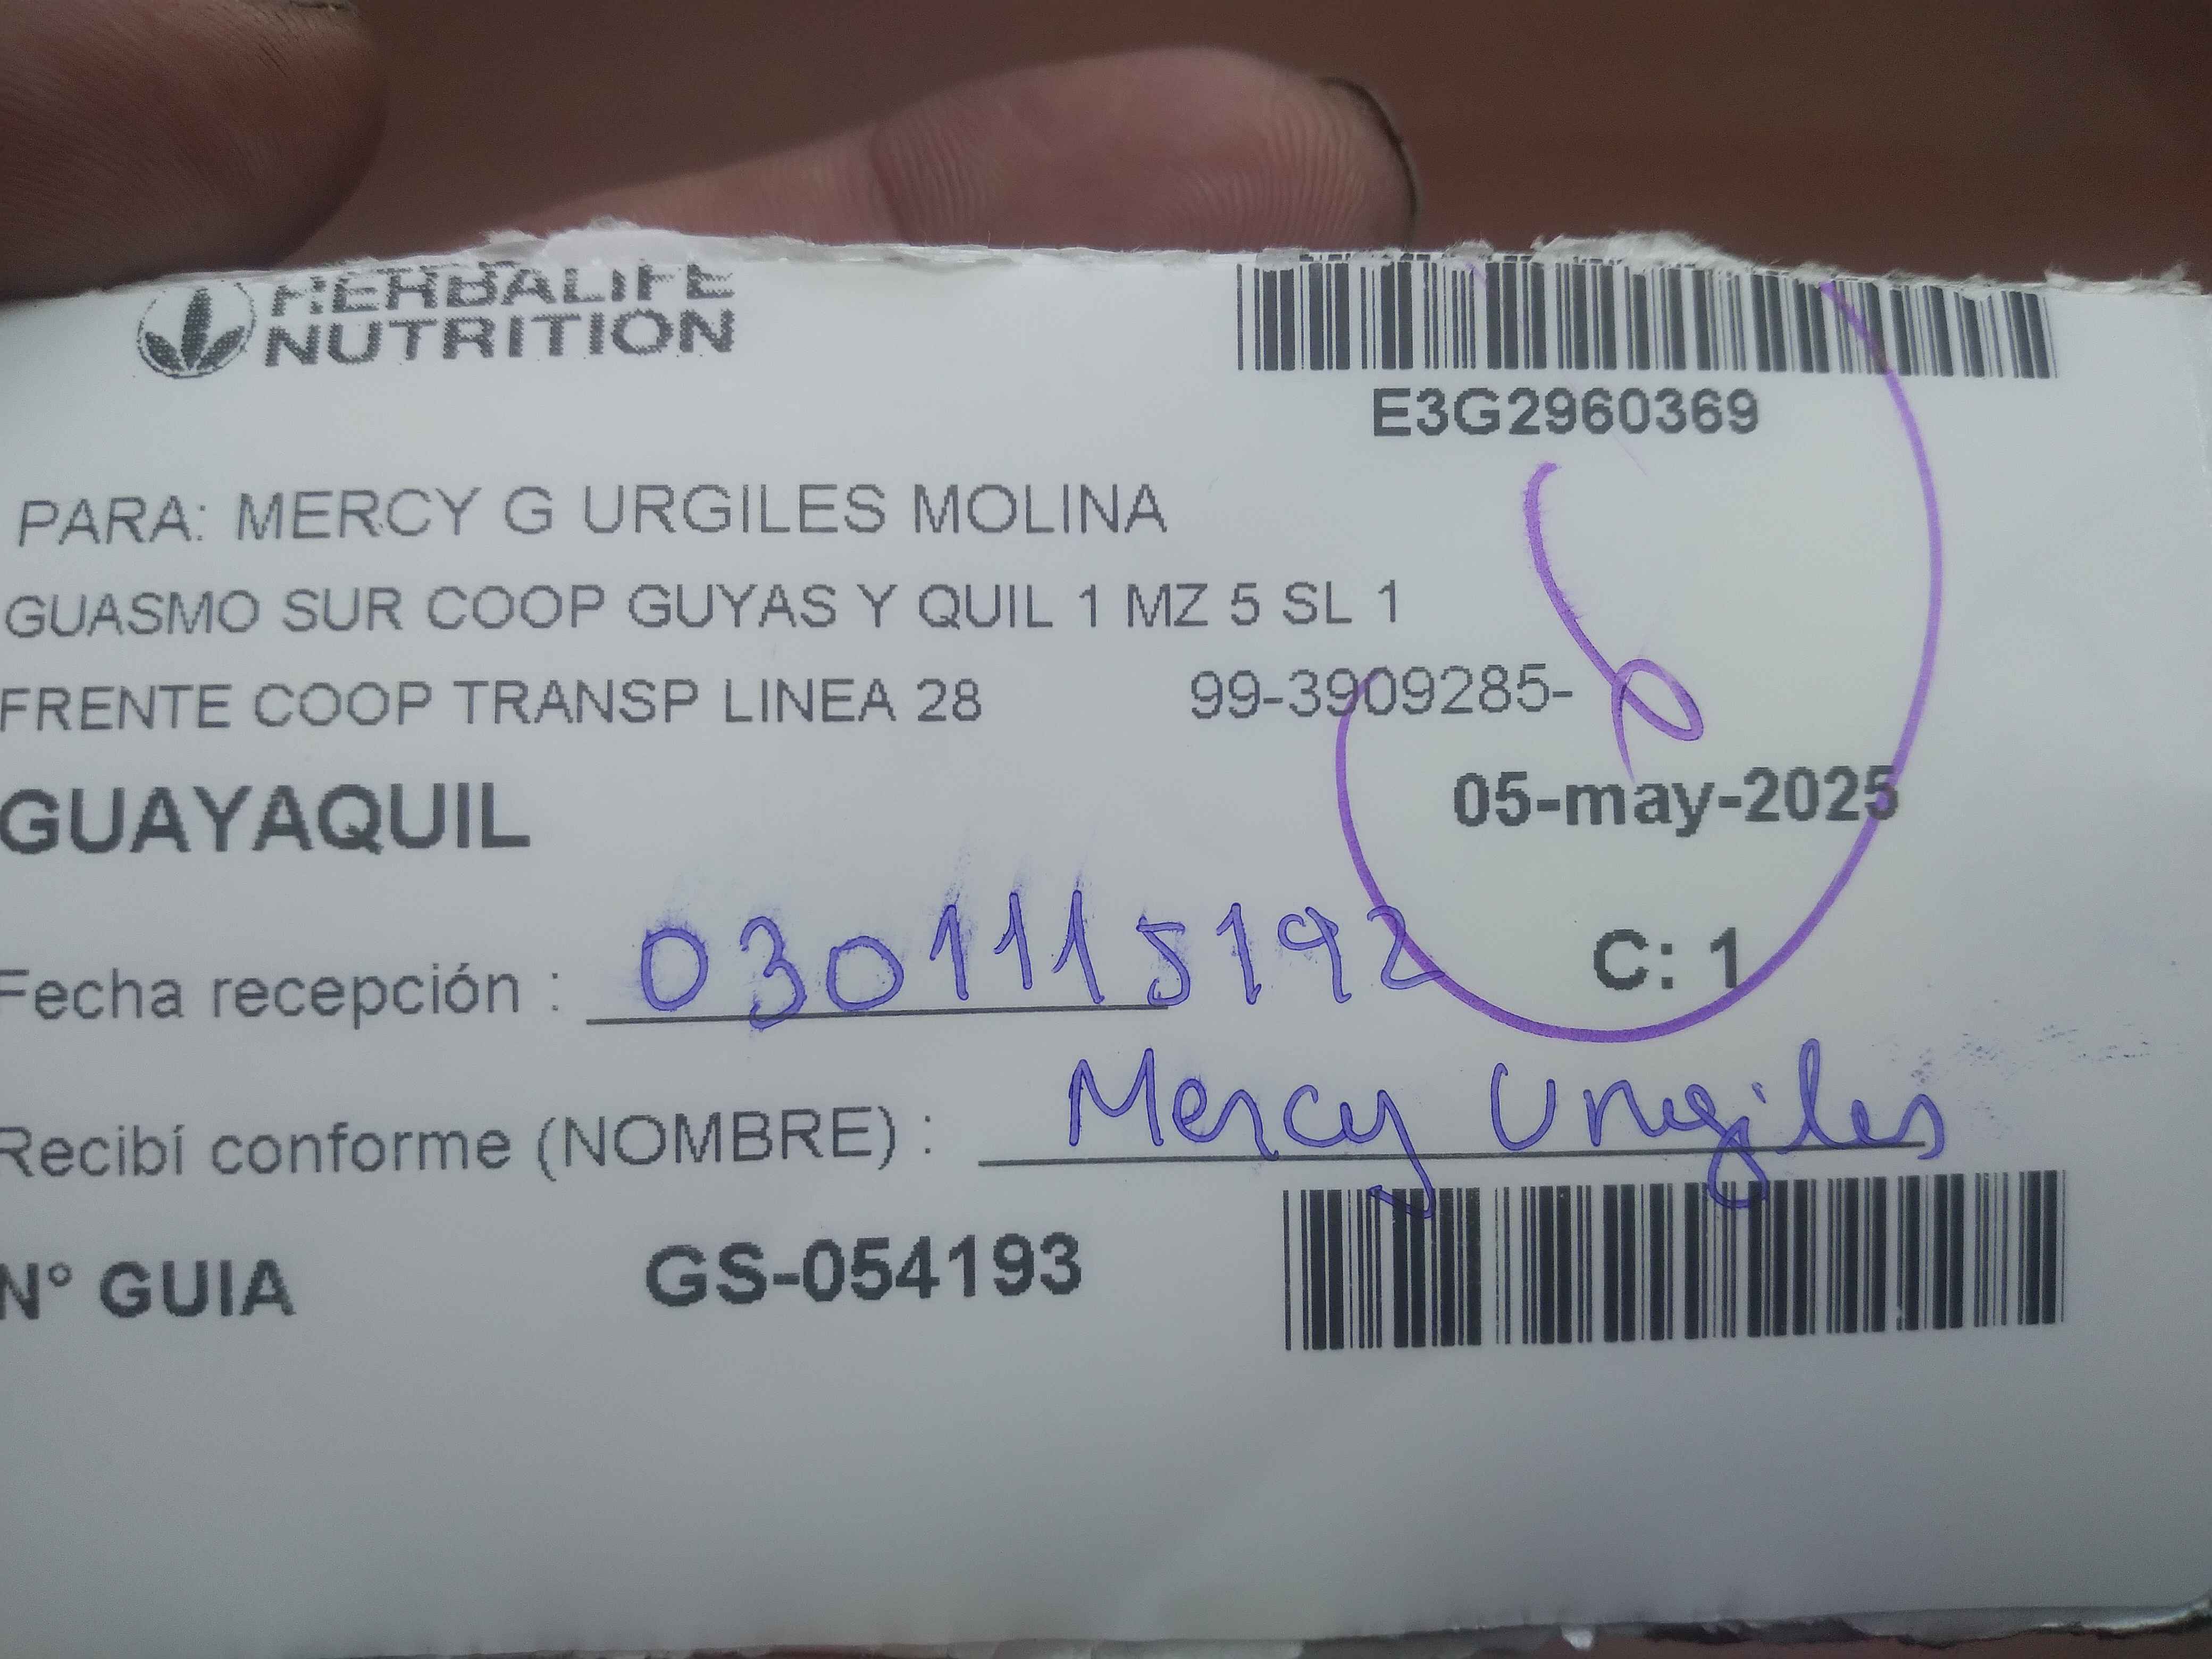 HERBALIFE
NUTRITION
E3G2960369
PARA: MERCY G URGILES MOLINA
GUASMO SUR COOP GUYAS Y QUIL 1 MZ 5 SL 1
FRENTE COOP TRANSP LINEA 28 99-3909285-
GUAYAQUIL 05-may-2025
Fecha recepción : 0301115192 C: 1
Recibí conforme (NOMBRE) : Mercy Urgiles
N° GUIA GS-054193